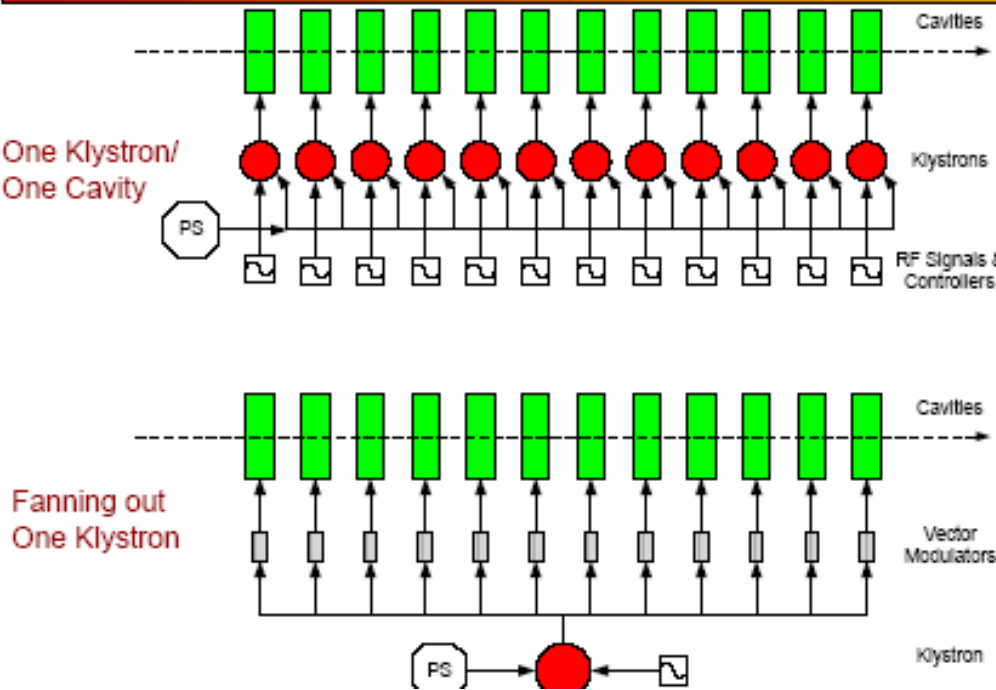 Cavities
One Klystron/
One Cavity
Klystrons
PS
RF Signals &
Controllers
Cavities
Fanning out
One Klystron
Vector
Modulators
PS
Klystron